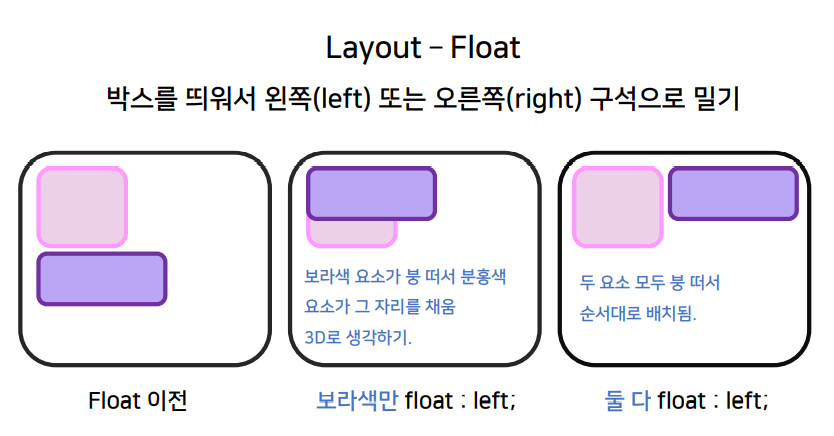 Layout – Float
박스를 띄워서 왼쪽(left) 또는 오른쪽(right) 구석으로 밀기
보라색 요소가 붕 떠서 분홍색
요소가 그 자리를 채움
3D로 생각하기.
두 요소 모두 붕 떠서
순서대로 배치됨.
Float 이전
보라색만 float : left;
둘 다 float : left;